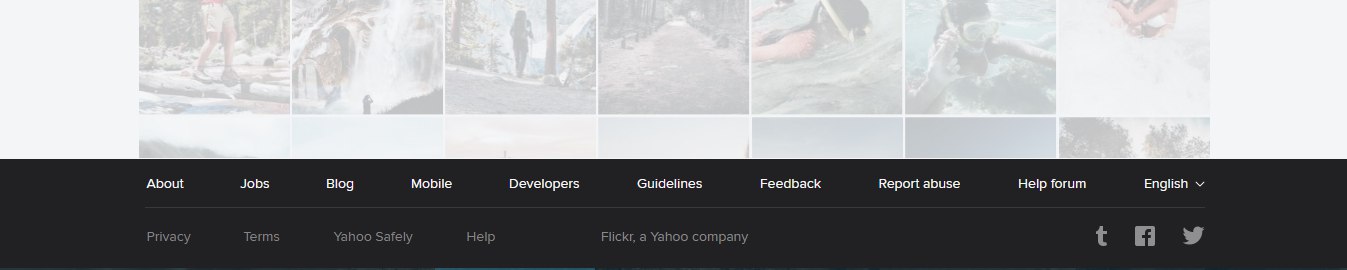 About Jobs Blog Mobile Developers Guidelines Feedback Report abuse Help forum English
Privacy Terms Yahoo Safely Help Flickr, a Yahoo company